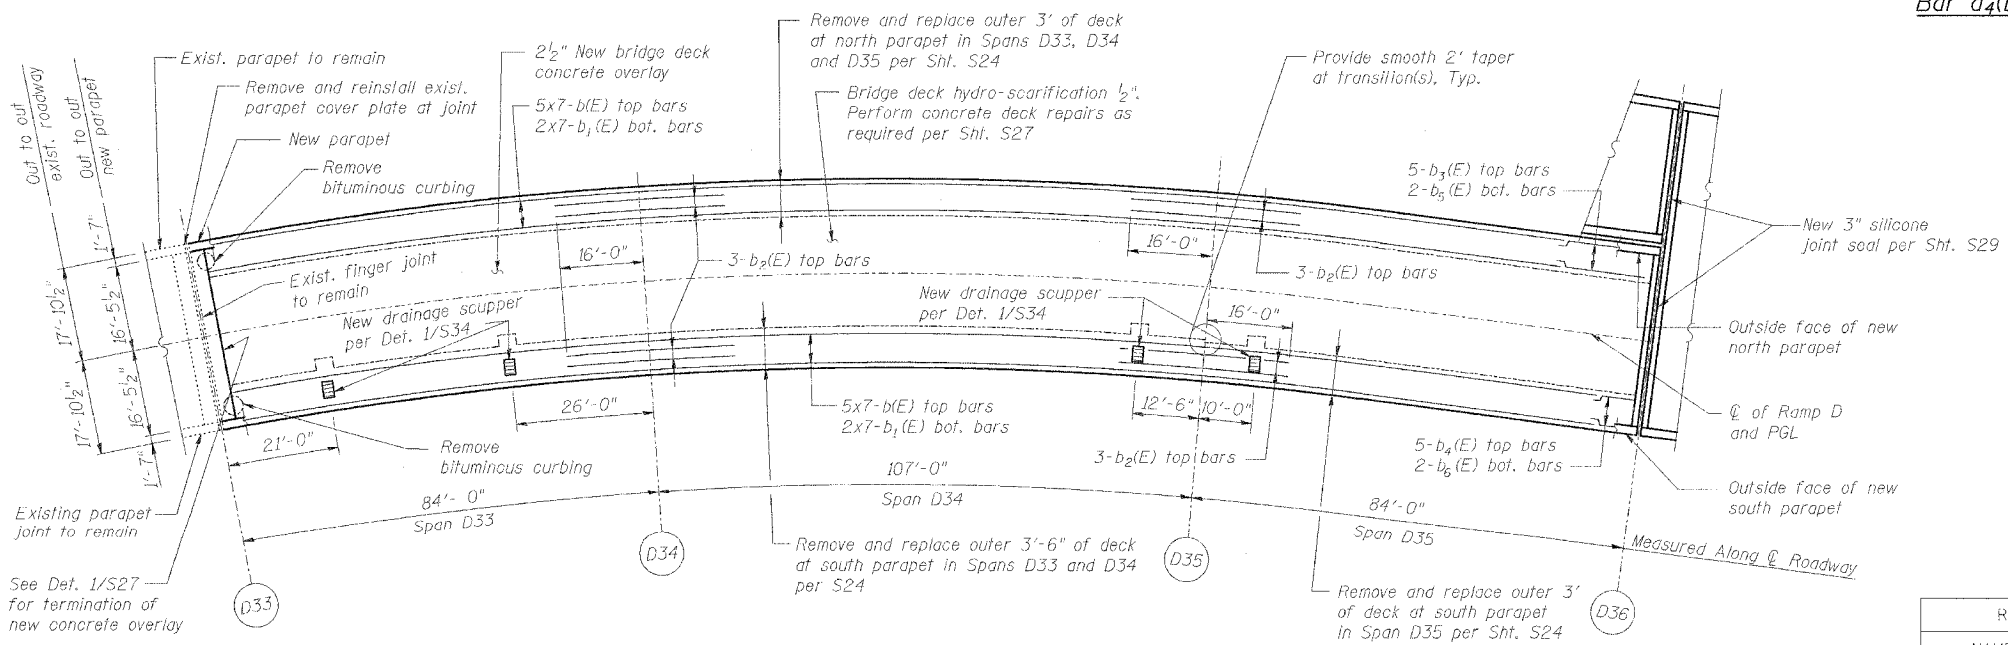 Bar a4(E
Remove and replace outer 3' of deck
at north parapet in Spans D33, D34
and D35 per Sht. S24
2½" New bridge deck
concrete overlay
Exist. parapet to remain
Remove and reinstall exist.
parapet cover plate at joint
5x7-b(E) top bars
2x7-b1(E) bot. bars
Bridge deck hydro-scarification ½".
Perform concrete deck repairs as
required per Sht. S27
Provide smooth 2' taper
at transition(s), Typ.
Out to out
exist. roadway
Out to out
new parapet
New parapet
Remove
bituminous curbing
5-b3(E) top bars
2-b5(E) bot. bars
New 3" silicone
joint seal per Sht. S29
1'-7"
17'-10½"
16'-5½"
16'-5½"
17'-10½"
1'-7"
Exist. finger joint
to remain
16'-0"
3-b2(E) top bars
16'-0"
3-b2(E) top bars
New drainage scupper
per Det. 1/S34
New drainage scupper
per Det. 1/S34
16'-0"
Outside face of new
north parapet
21'-0"
26'-0"
5x7-b(E) top bars
2x7-b1(E) bot. bars
12'-6"
10'-0"
℄ of Ramp D
and PGL
Remove
bituminous curbing
3-b2(E) top bars
5-b4(E) top bars
2-b6(E) bot. bars
Outside face of new
south parapet
Existing parapet
joint to remain
84'-0"
Span D33
107'-0"
Span D34
84'-0"
Span D35
Measured Along ℄ Roadway
See Det. 1/S27
for termination of
new concrete overlay
D33
D34
D35
D36
Remove and replace outer 3'-6" of deck
at south parapet in Spans D33 and D34
per S24
Remove and replace outer 3'
of deck at south parapet
in Span D35 per Sht. S24
R